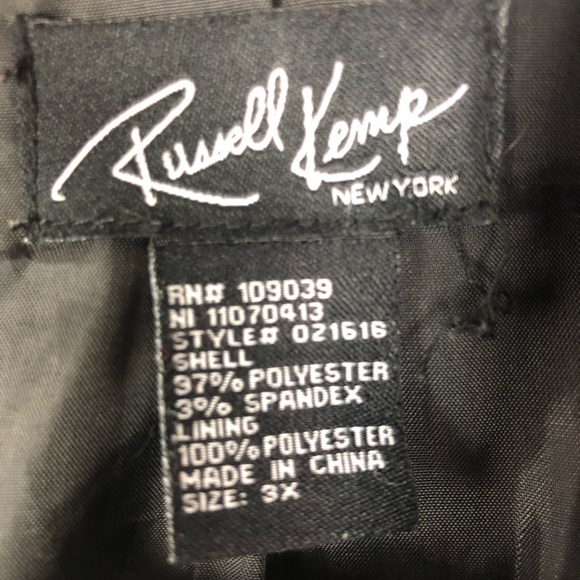 Russell Kemp
NEW YORK
RN# 109039
NI 11070413
STYLE# 021616
SHELL
97% POLYESTER
3% SPANDEX
LINING
100% POLYESTER
MADE IN CHINA
SIZE: 3X